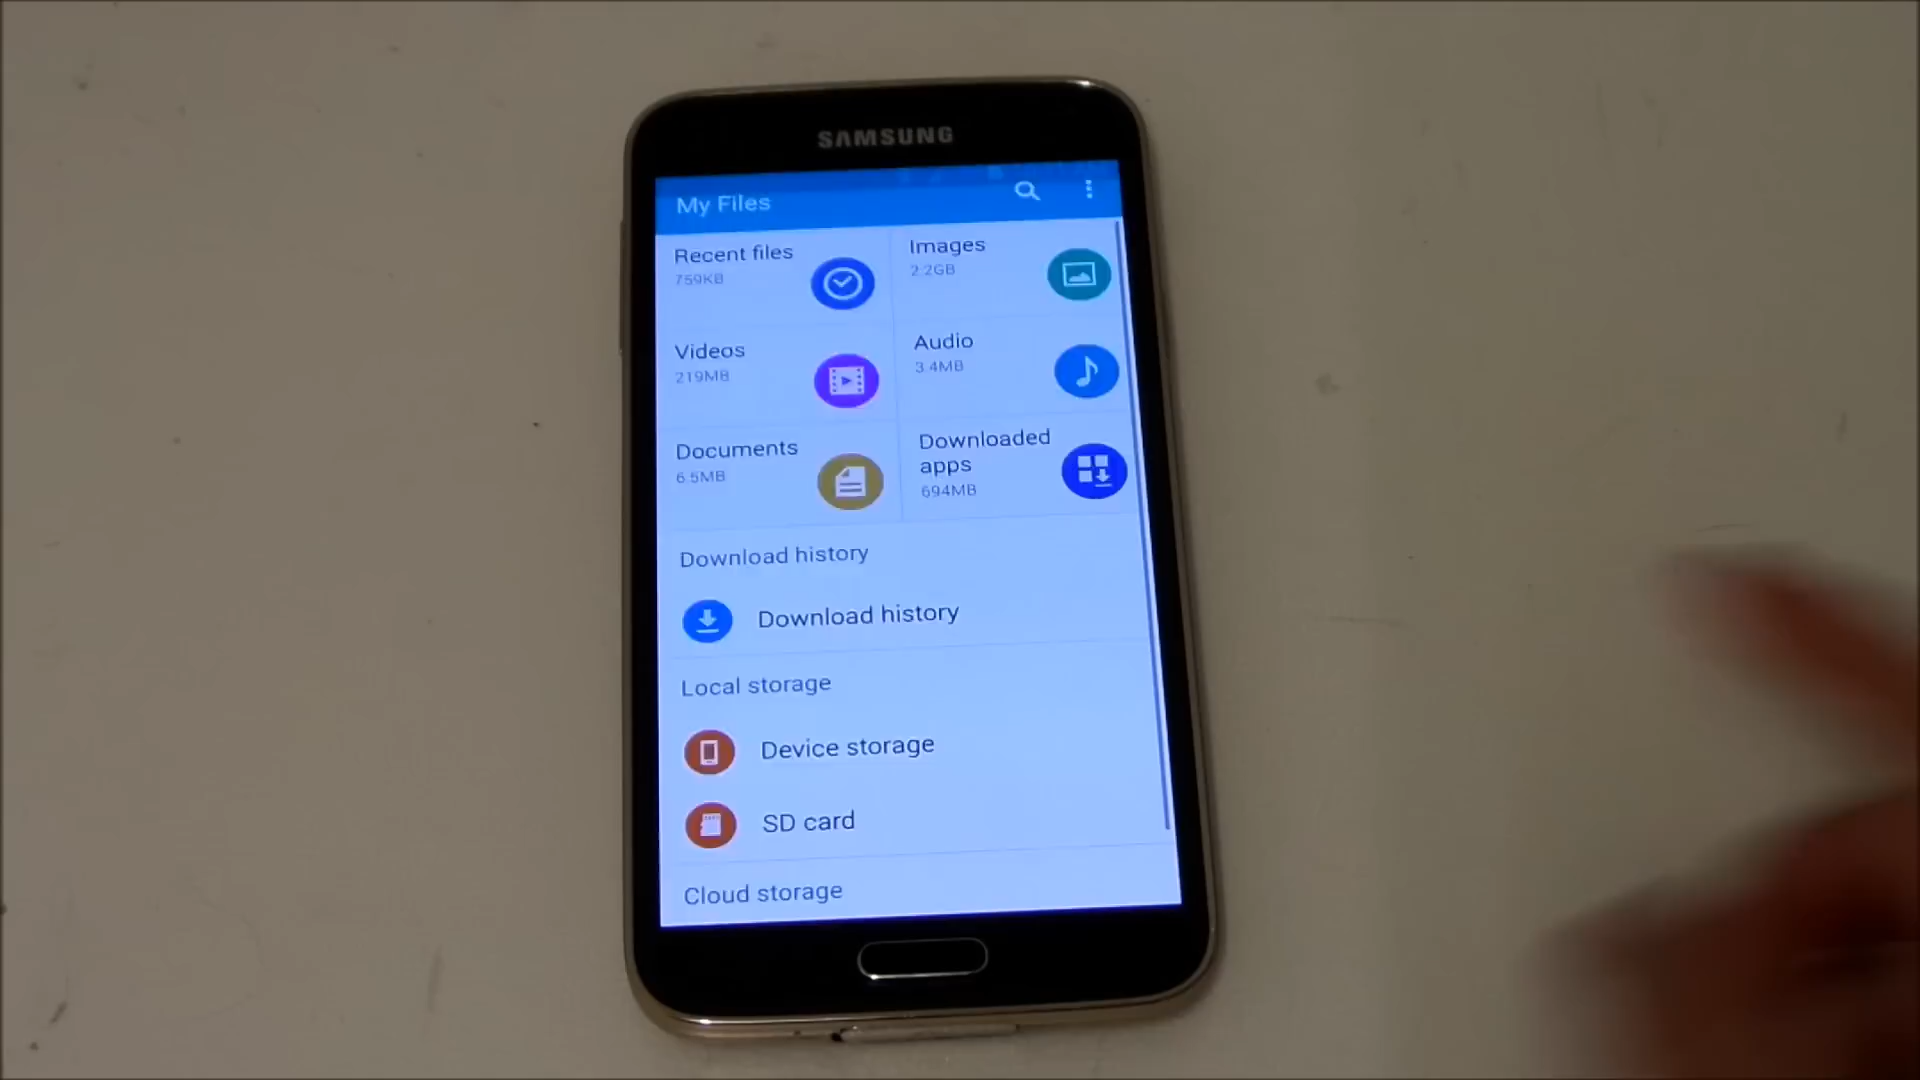 SAMSUNG
My Files
Recent files
759KB
Images
2.2GB
Videos
219MB
Audio
3.4MB
Documents
6.5MB
Downloaded
apps
694MB
Download history
Download history
Local storage
Device storage
SD card
Cloud storage